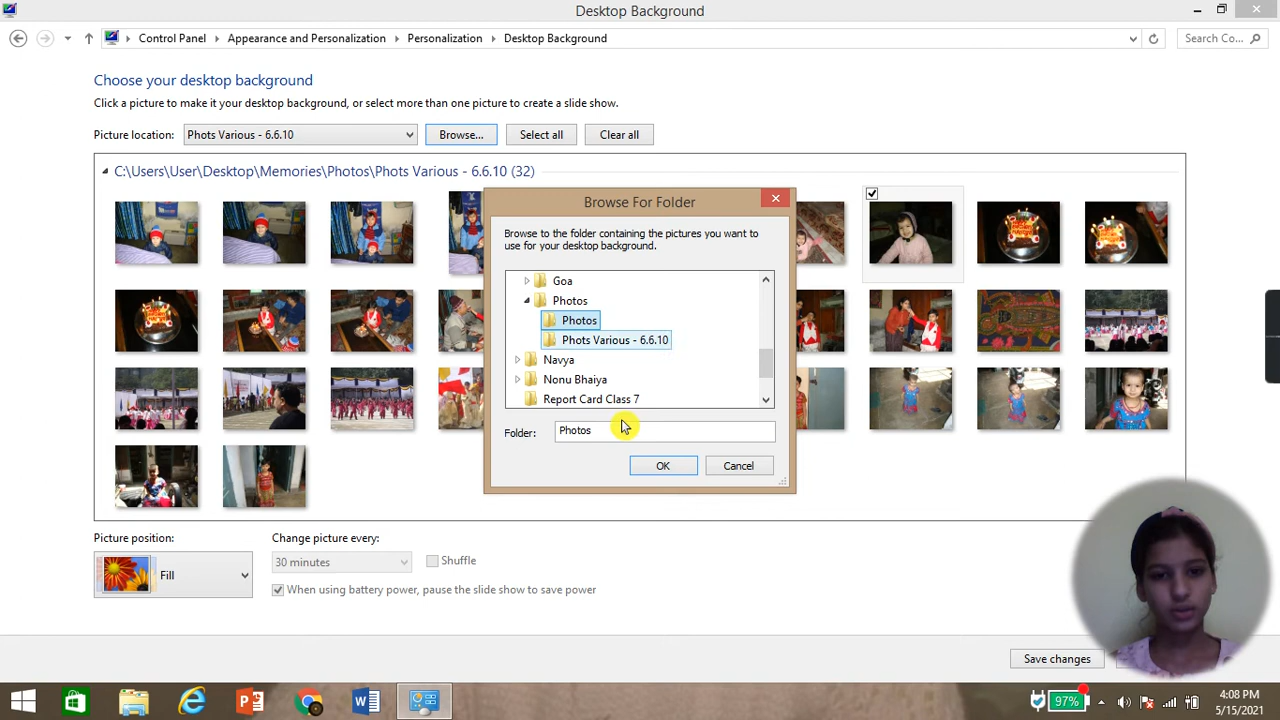 Desktop Background
Control Panel Appearance and Personalization Personalization Desktop Background
Search Co...
Choose your desktop background
Click a picture to make it your desktop background, or select more than one picture to create a slide show.
Picture location: Phots Various - 6.6.10 Browse... Select all Clear all
C:\Users\User\Desktop\Memories\Photos\Phots Various - 6.6.10 (32)
Browse For Folder
Browse to the folder containing the pictures you want to
use for your desktop background.
Goa
Photos
Photos
Phots Various - 6.6.10
Navya
Nonu Bhaiya
Report Card Class 7
Folder: Photos
OK Cancel
Picture position: Change picture every:
Fill 30 minutes Shuffle
When using battery power, pause the slide show to save power
Save changes
97%
4:08 PM
5/15/2021